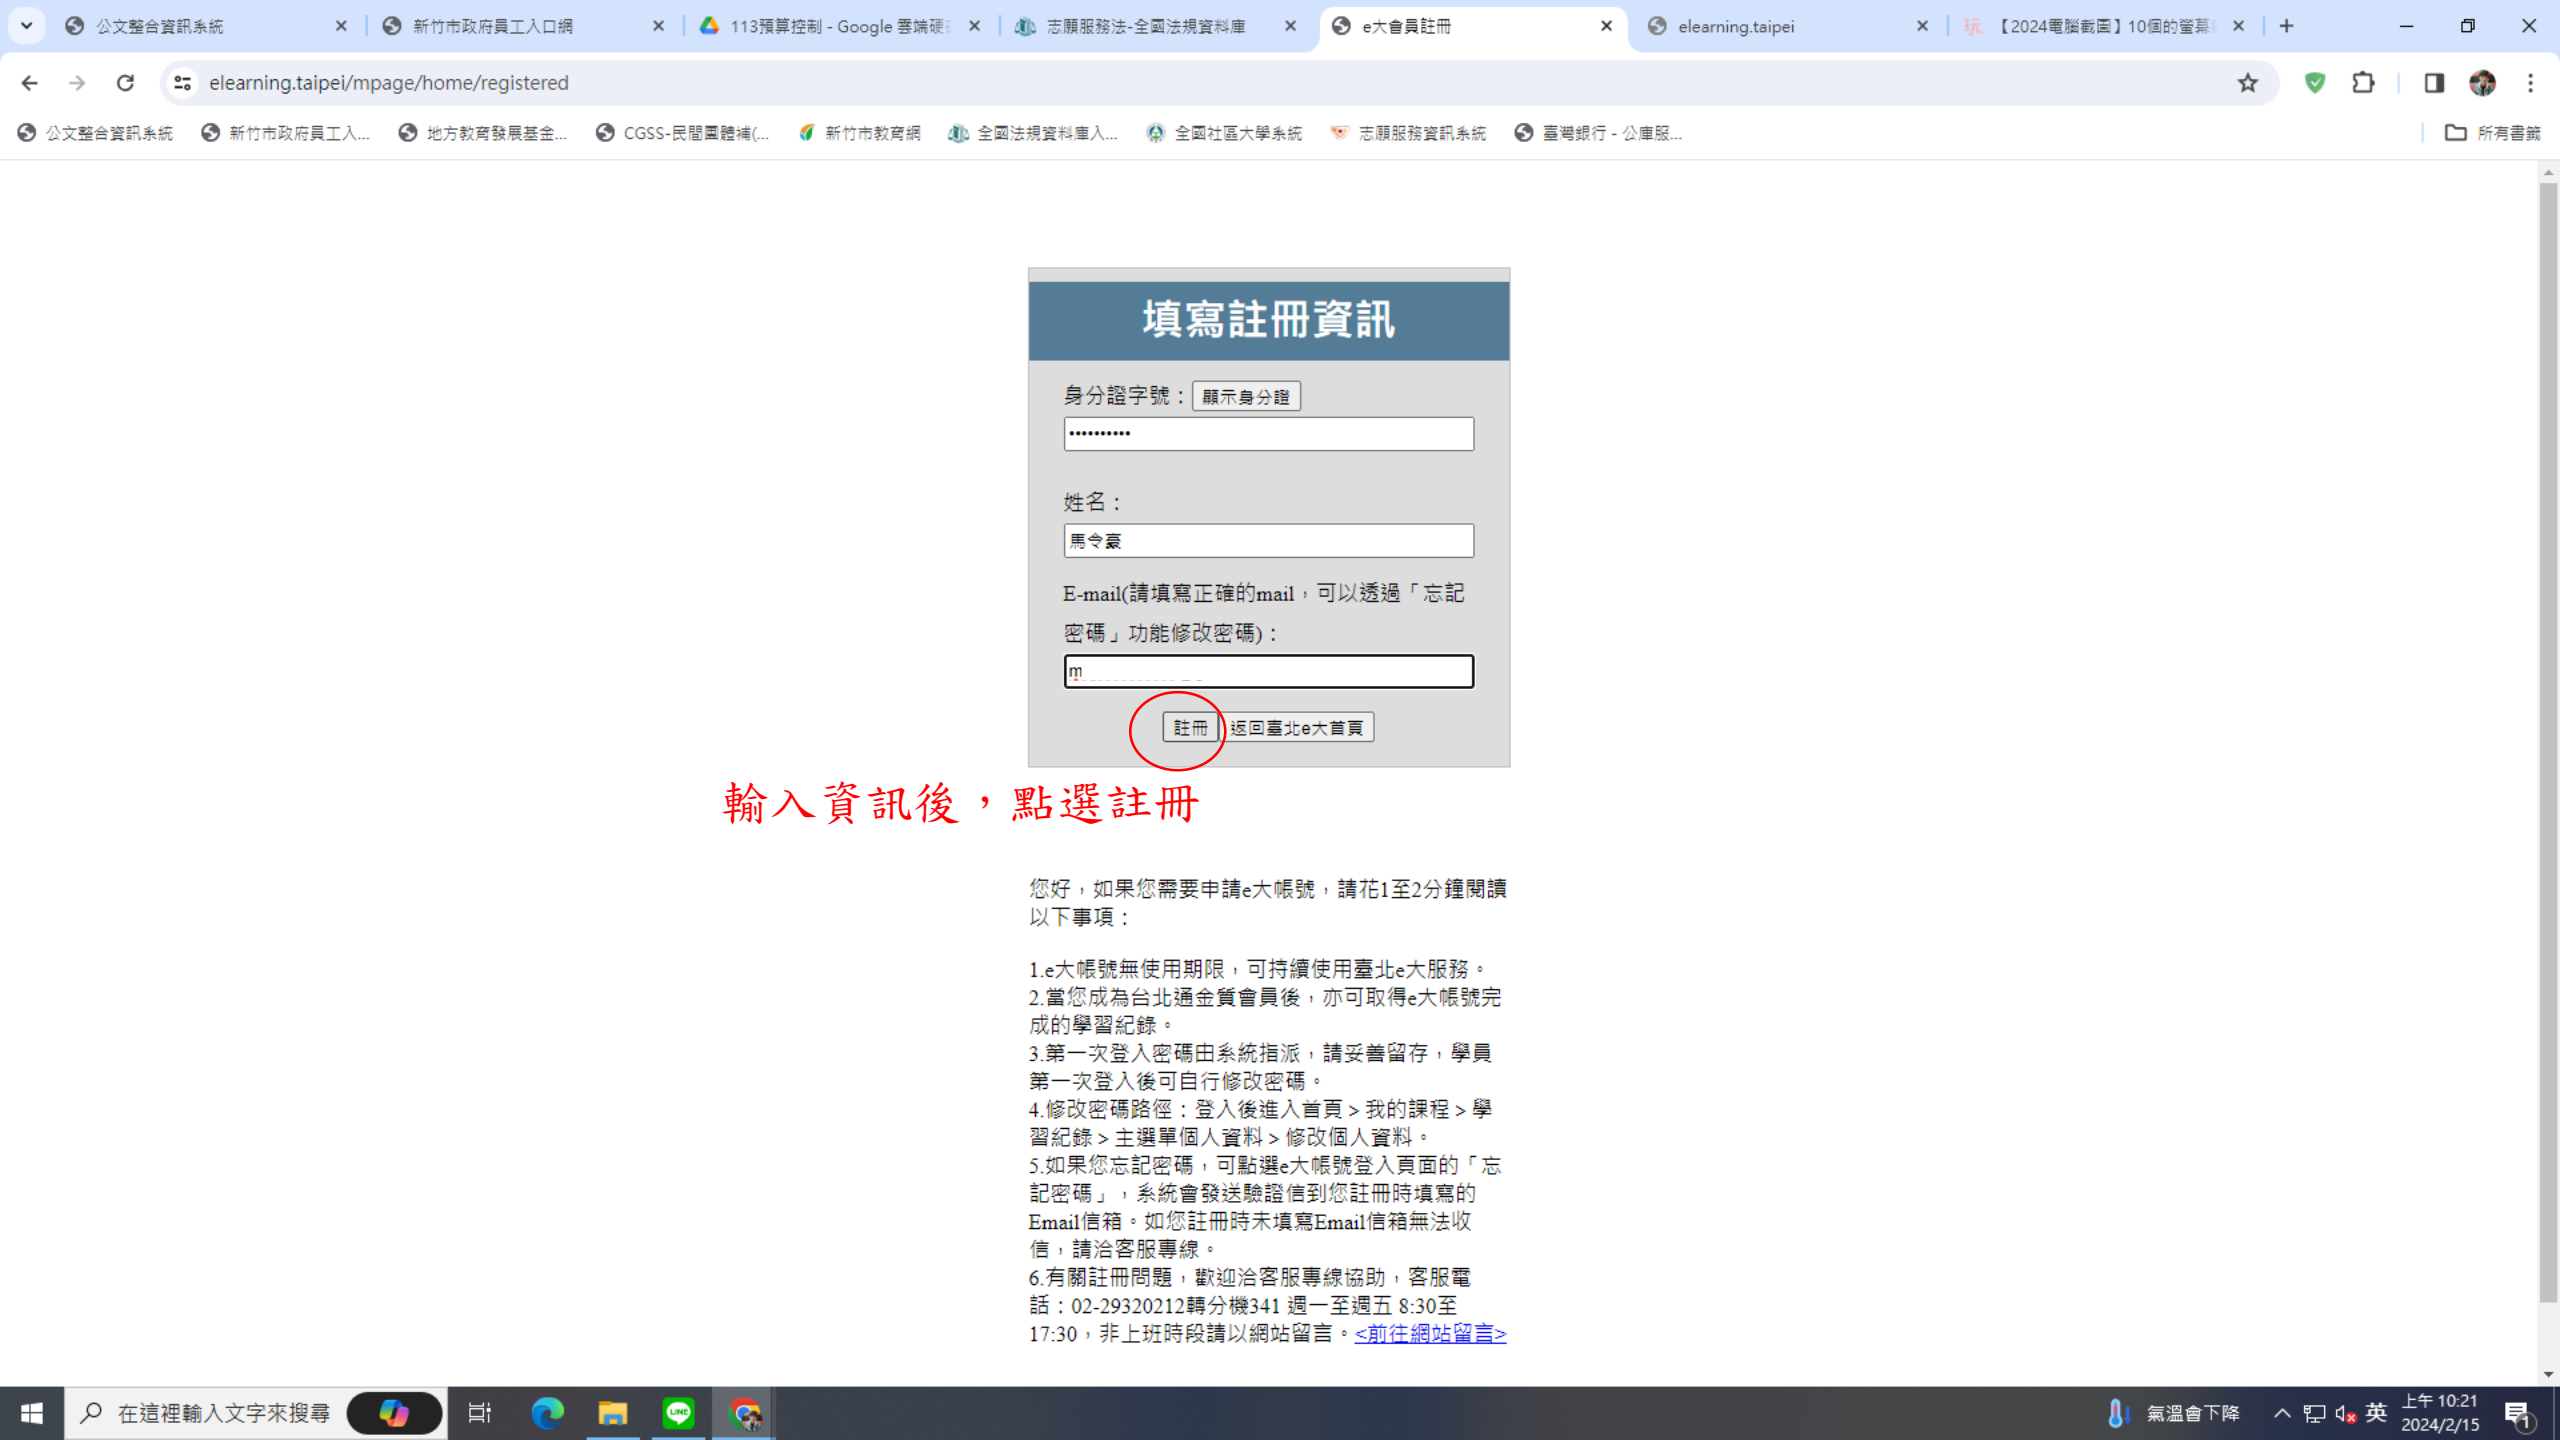 公文整合資訊系統
新竹市政府員工入口網
113預算控制 - Google 雲端硬
志願服務法-全國法規資料庫
e大會員註冊
elearning.taipei
【2024電腦截圖】10個的螢幕
elearning.taipei/mpage/home/registered
公文整合資訊系統
新竹市政府員工入...
地方教育發展基金...
CGSS-民間團體補(...
新竹市教育網
全國法規資料庫入...
全國社區大學系統
志願服務資訊系統
臺灣銀行 - 公庫服...
所有書籤
填寫註冊資訊
身分證字號：
顯示身分證
••••••••••
姓名：
馬令豪
E-mail(請填寫正確的mail，可以透過「忘記
密碼」功能修改密碼)：
m
註冊
返回臺北e大首頁
輸入資訊後，點選註冊
您好，如果您需要申請e大帳號，請花1至2分鐘閱讀
以下事項：
1.e大帳號無使用期限，可持續使用臺北e大服務。
2.當您成為台北通金質會員後，亦可取得e大帳號完
成的學習紀錄。
3.第一次登入密碼由系統指派，請妥善留存，學員
第一次登入後可自行修改密碼。
4.修改密碼路徑：登入後進入首頁 > 我的課程 > 學
習紀錄 > 主選單個人資料 > 修改個人資料。
5.如果您忘記密碼，可點選e大帳號登入頁面的「忘
記密碼」，系統會發送驗證信到您註冊時填寫的
Email信箱。如您註冊時未填寫Email信箱無法收
信，請洽客服專線。
6.有關註冊問題，歡迎洽客服專線協助，客服電
話：02-29320212轉分機341 週一至週五 8:30至
17:30，非上班時段請以網站留言。<前往網站留言>
在這裡輸入文字來搜尋
LINE
氣溫會下降
英
上午 10:21
2024/2/15
1